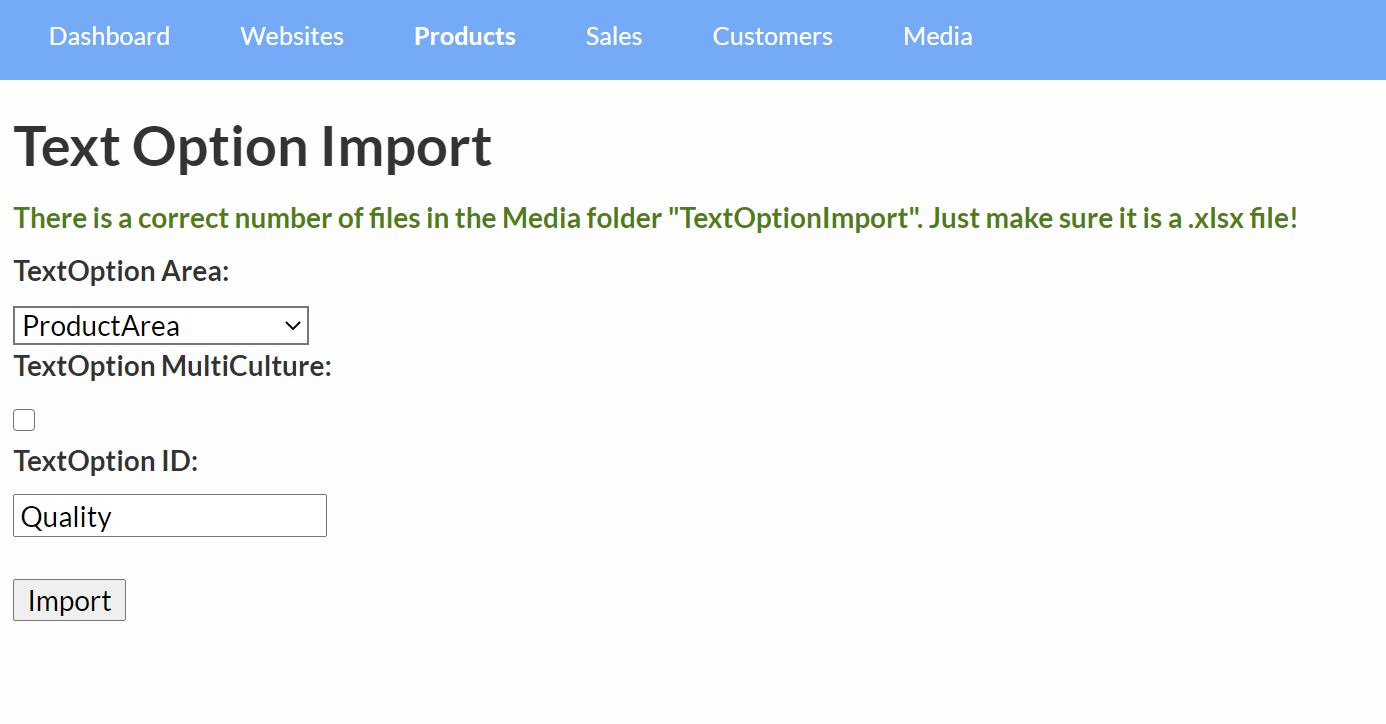 Dashboard Websites Products Sales Customers Media
Text Option Import
There is a correct number of files in the Media folder "TextOptionImport". Just make sure it is a .xlsx file!
TextOption Area:
ProductArea
TextOption MultiCulture:
TextOption ID:
Quality
Import